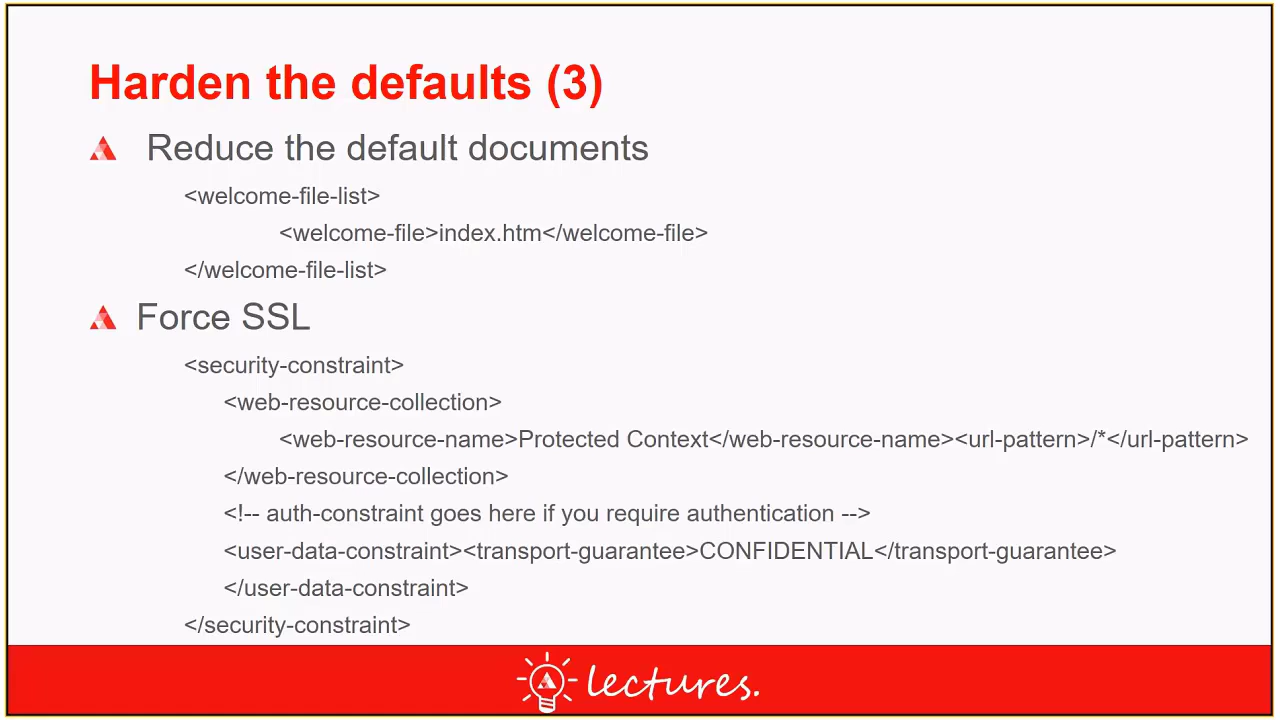 Harden the defaults (3)
Reduce the default documents
<welcome-file-list>
<welcome-file>index.htm</welcome-file>
</welcome-file-list>
Force SSL
<security-constraint>
<web-resource-collection>
<web-resource-name>Protected Context</web-resource-name><url-pattern>/*</url-pattern>
</web-resource-collection>
<!-- auth-constraint goes here if you require authentication -->
<user-data-constraint><transport-guarantee>CONFIDENTIAL</transport-guarantee>
</user-data-constraint>
</security-constraint>
lectures.